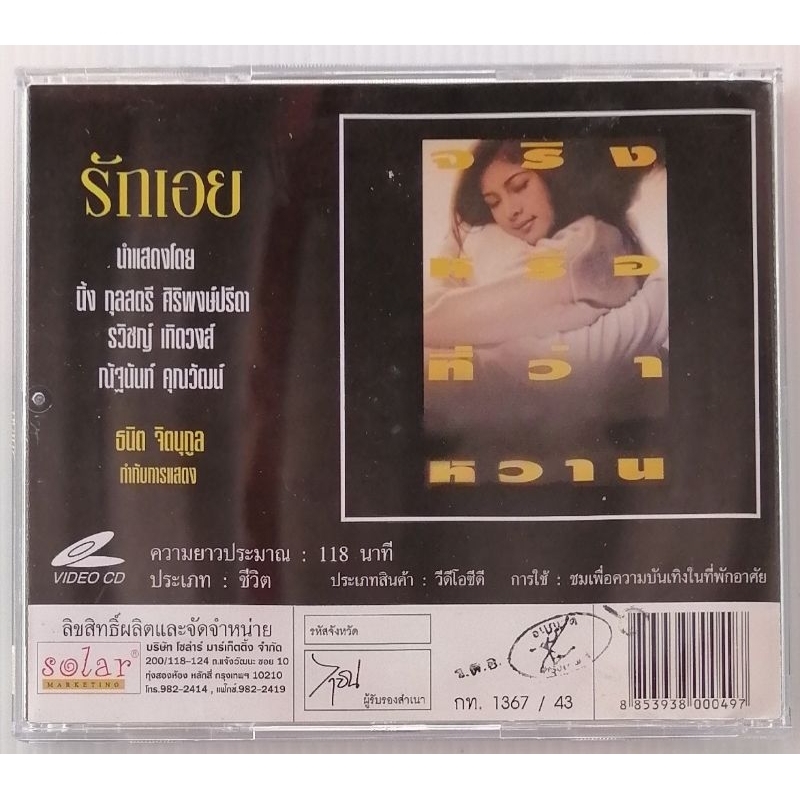 รักเอย
นำแสดงโดย
นิ้ง กุลสตรี ศิริพงษ์ปรีดา
รวิชญ์ เทิดวงส์
ณัฐนันท์ คุณวัฒน์
ธนิต จิตนุกูล
กำกับการแสดง
จริง
หรือ
ที่ว่า
หวาน
VIDEO CD
ความยาวประมาณ : 118 นาที
ประเภท : ชีวิต
ประเภทสินค้า : วีดีโอซีดี
การใช้ : ชมเพื่อความบันเทิงในที่พักอาศัย
ลิขสิทธิ์ผลิตและจัดจำหน่าย
solar®
MARKETING
บริษัท โซล่าร์ มาร์เก็ตติ้ง จำกัด
200/118-124 ถ.แจ้งวัฒนะ ซอย 10
ทุ่งสองห้อง หลักสี่ กรุงเทพฯ 10210
โทร.982-2414 , แฟ็กซ์.982-2419
รหัสจังหวัด
ผู้รับรองสำเนา
กท. 1367 / 43
8 853938 000497